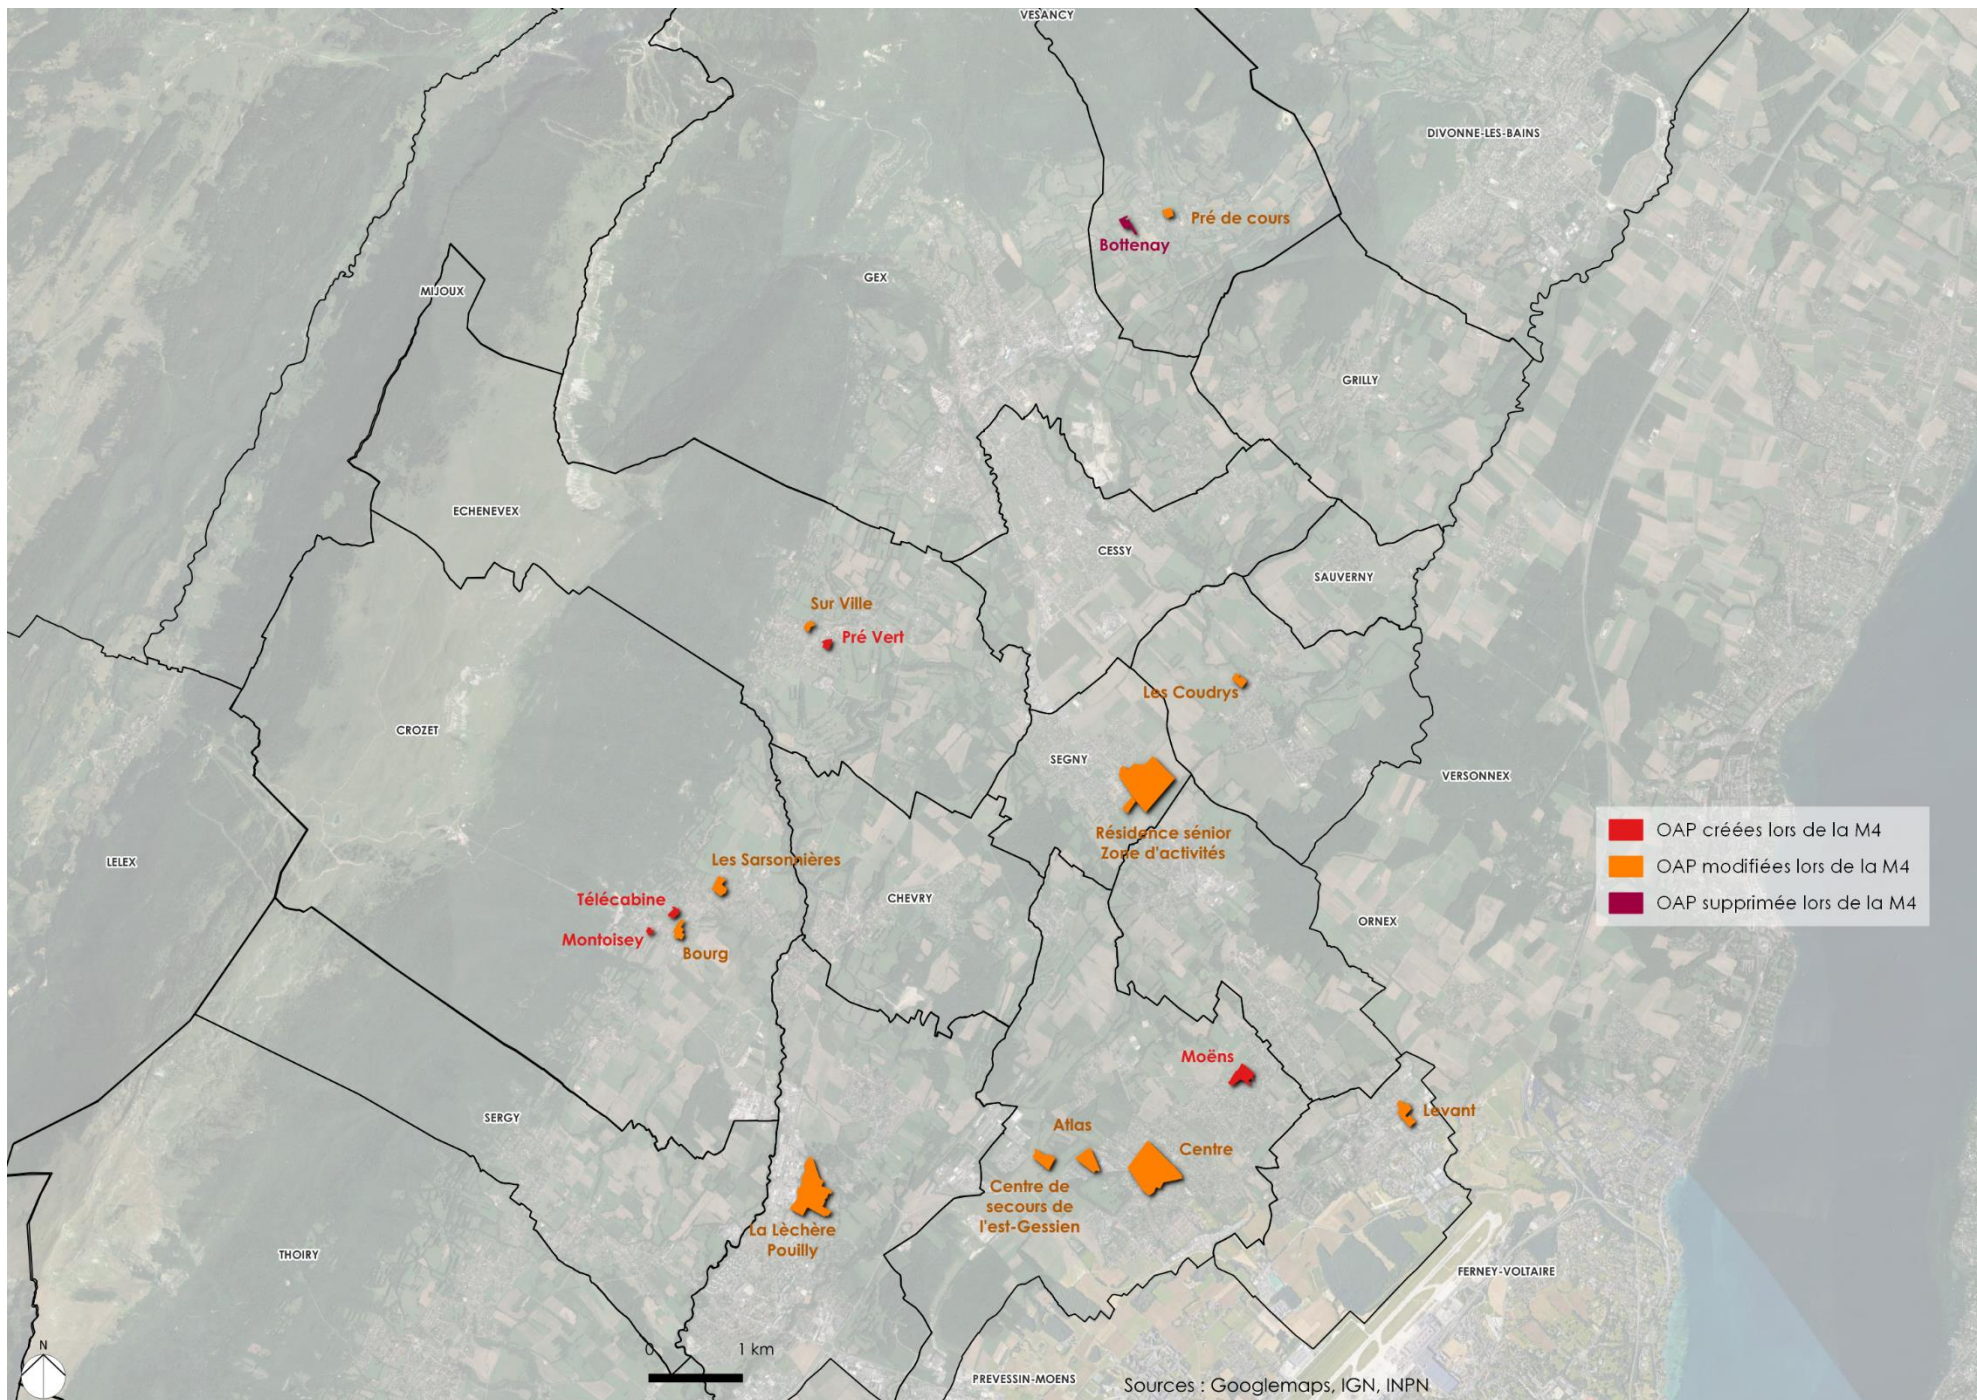 VESANCY
DIVONNE-LES-BAINS
Pré de cours
Bottenay
GEX
MIJOUX
GRILLY
ECHENEVEX
CESSY
SAUVERNY
Sur Ville
Pré Vert
Les Coudrys
CROZET
SEGNY
VERSONNEX
OAP créées lors de la M4
OAP modifiées lors de la M4
OAP supprimée lors de la M4
Résidence sénior
Zone d'activités
LELEX
Les Sarsonnières
Télécabine
CHEVRY
Montoisey
Bourg
ORNEX
Moëns
SERGY
Levant
Atlas
Centre
Centre de
secours de
l'est-Gessien
La Lèchère
Pouilly
THOIRY
FERNEY-VOLTAIRE
N
0 1 km
PREVESSIN-MOENS
Sources : Googlemaps, IGN, INPN